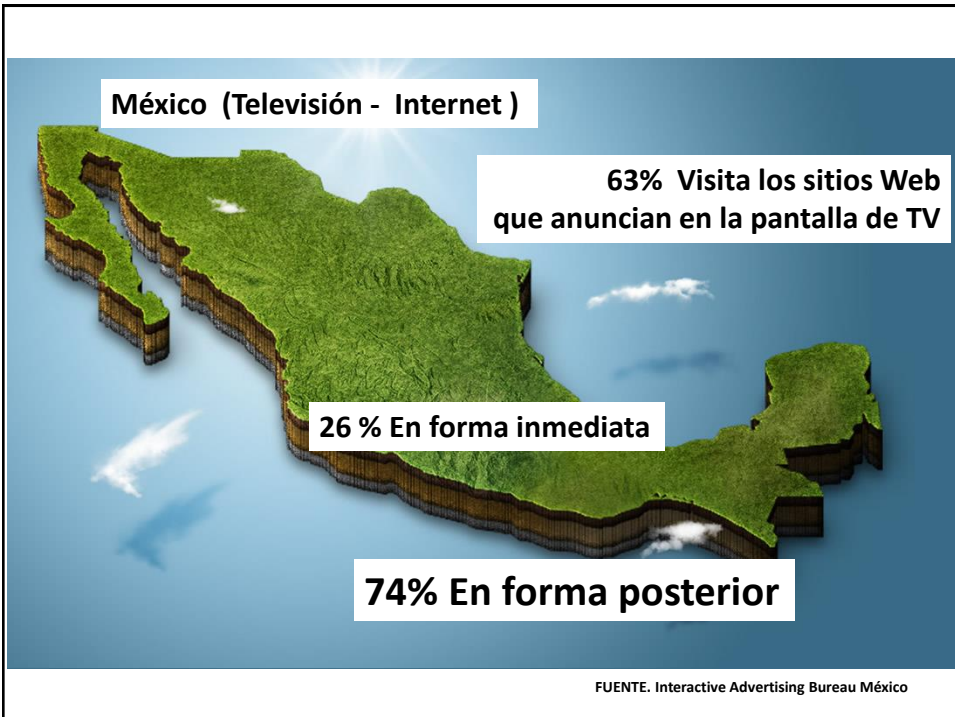 México (Televisión - Internet )
63% Visita los sitios Web
que anuncian en la pantalla de TV
26 % En forma inmediata
74% En forma posterior
FUENTE. Interactive Advertising Bureau México